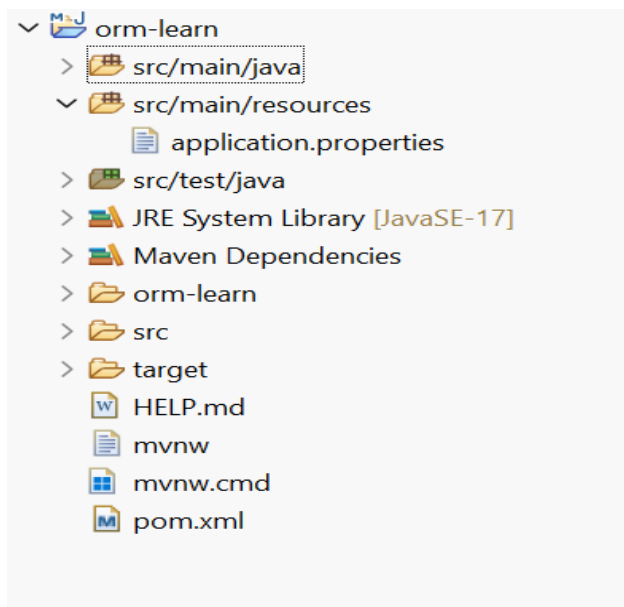 orm-learn
src/main/java
src/main/resources
application.properties
src/test/java
JRE System Library [JavaSE-17]
Maven Dependencies
orm-learn
src
target
HELP.md
mvnw
mvnw.cmd
pom.xml